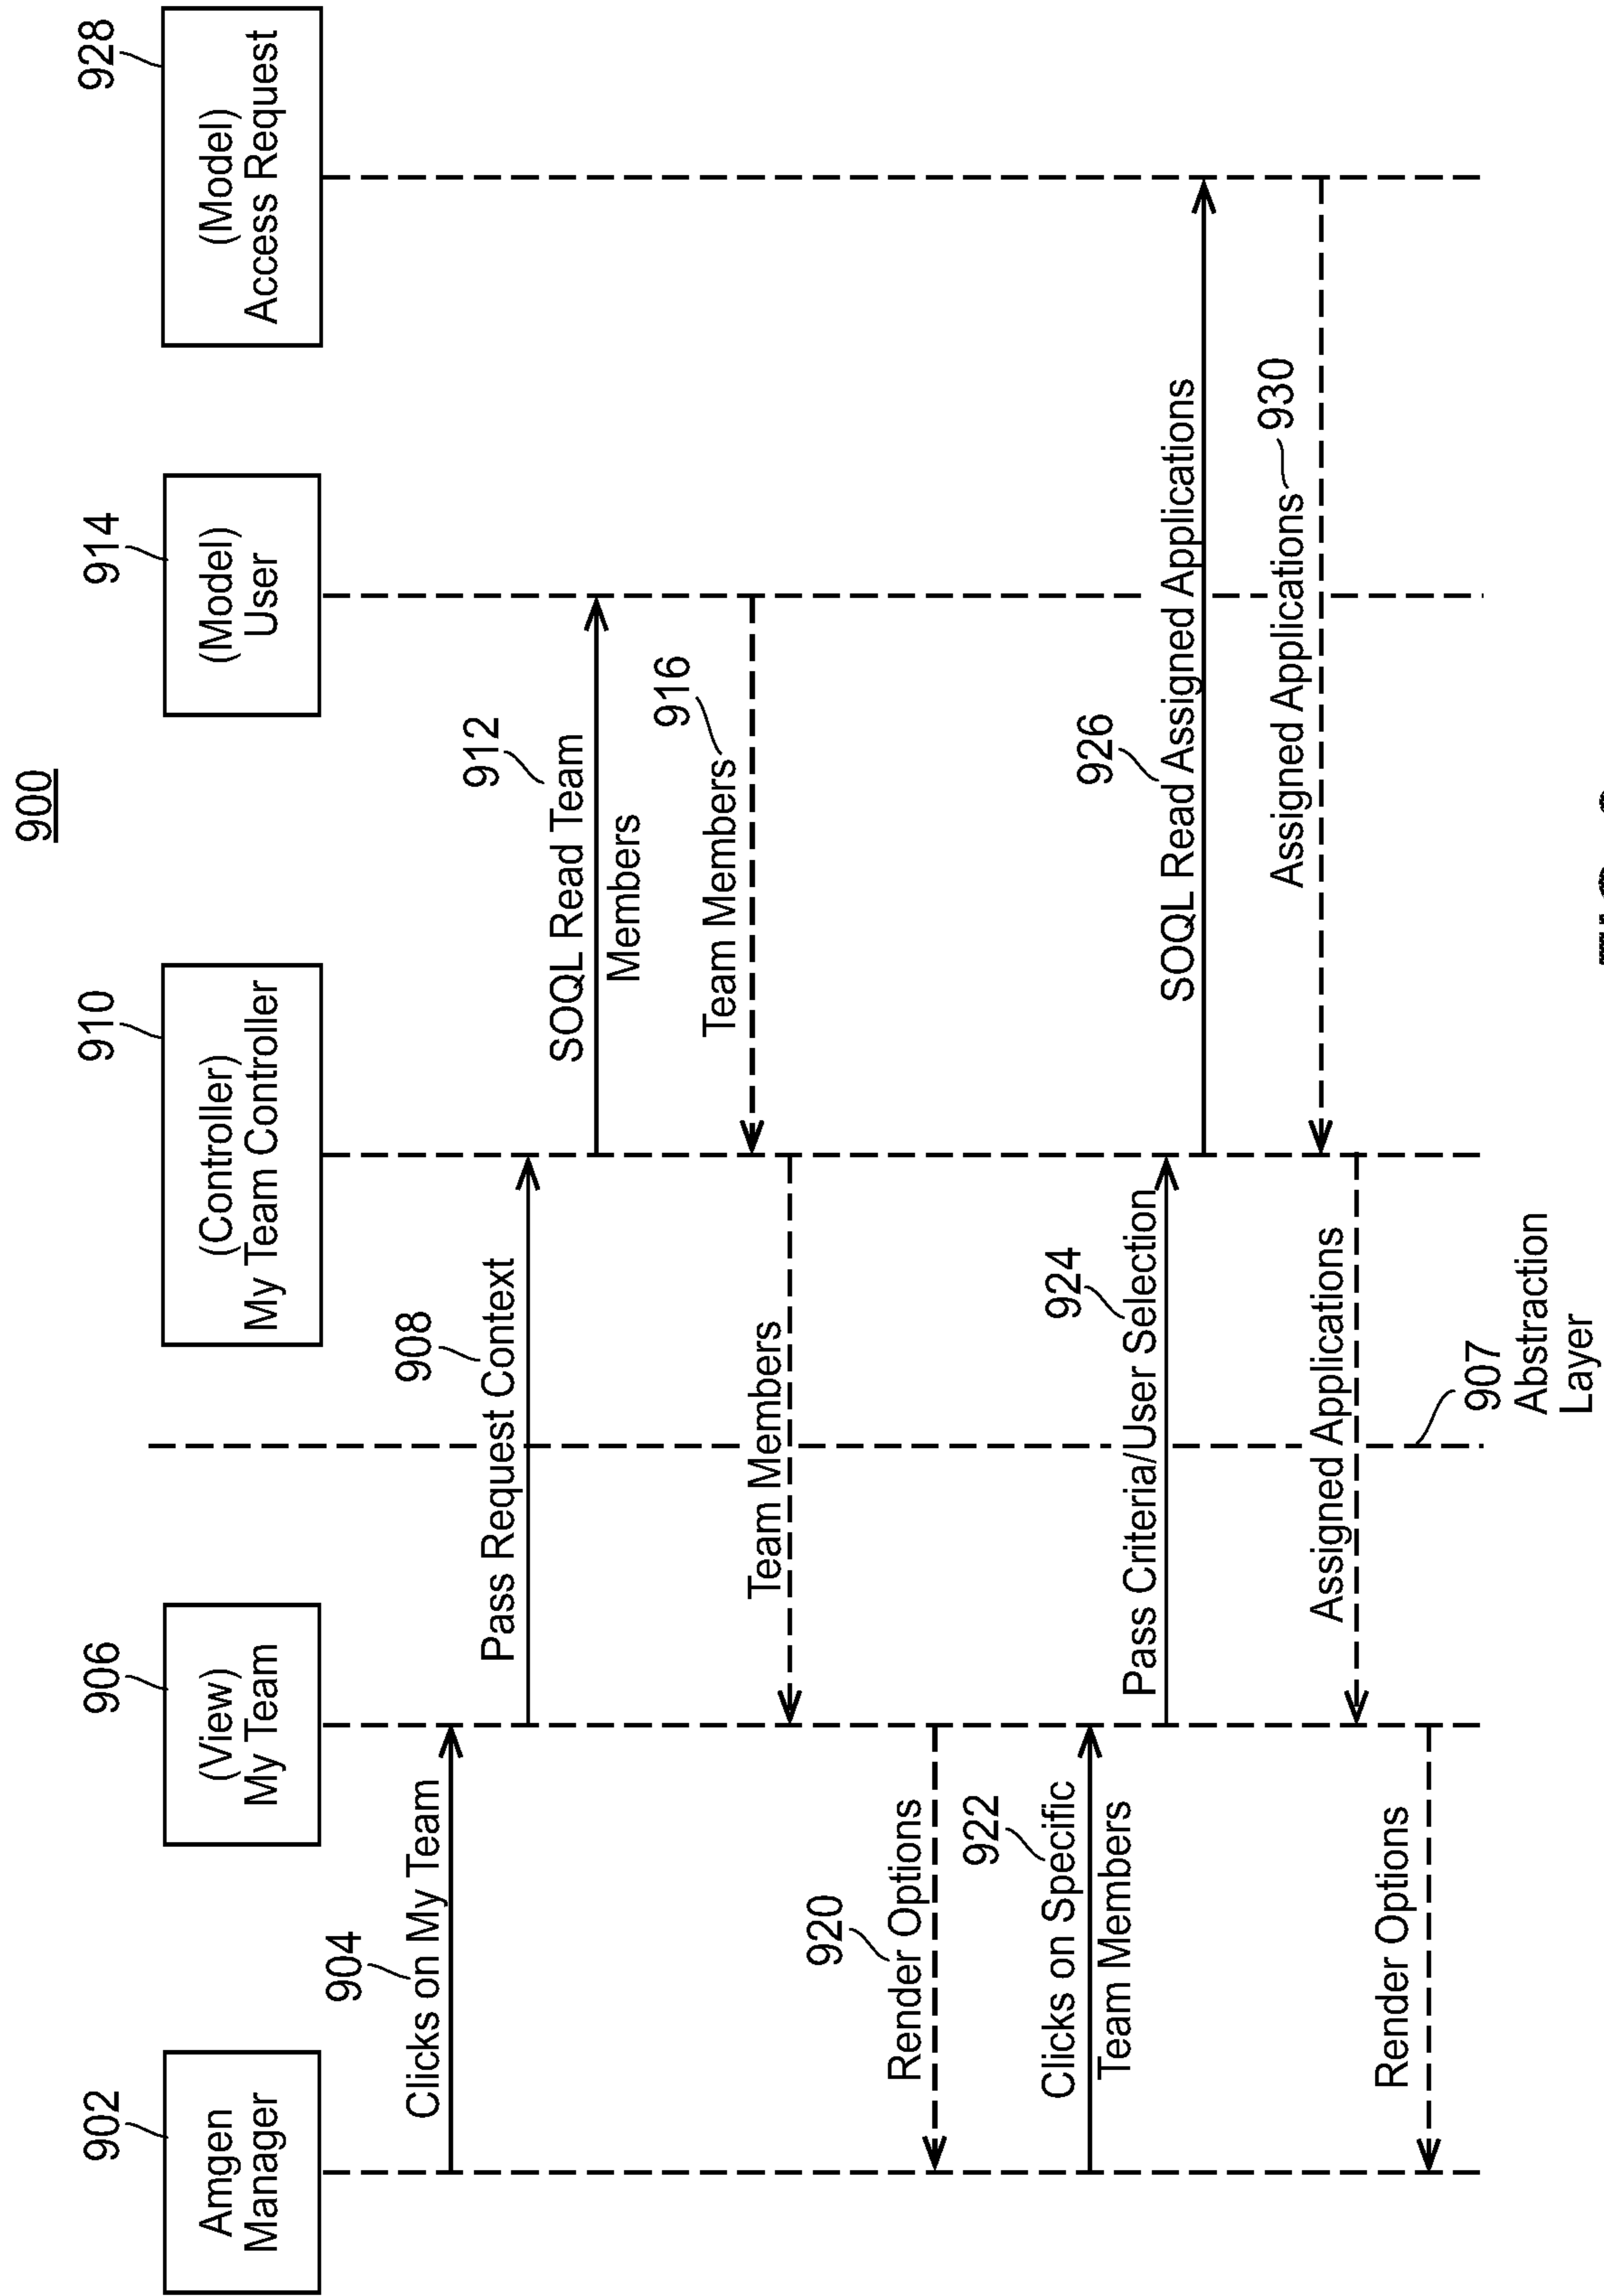 900
902
Amgen
Manager
906
(View)
My Team
910
(Controller)
My Team Controller
914
(Model)
User
928
(Model)
Access Request
904
Clicks on My Team
908
Pass Request Context
912
SOQL Read Team
Members
916
Team Members
Team Members
920
Render Options
922
Clicks on Specific
Team Members
924
Pass Criteria/User Selection
926
SOQL Read Assigned Applications
Assigned Applications
930
Assigned Applications
Render Options
907
Abstraction
Layer